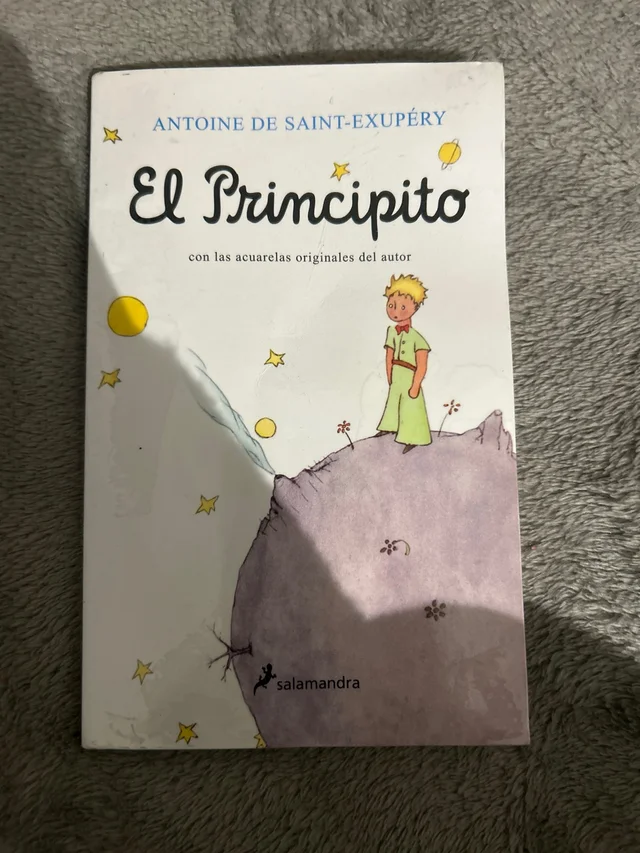 ANTOINE DE SAINT-EXUPÉRY
El Principito
con las acuarelas originales del autor
salamandra